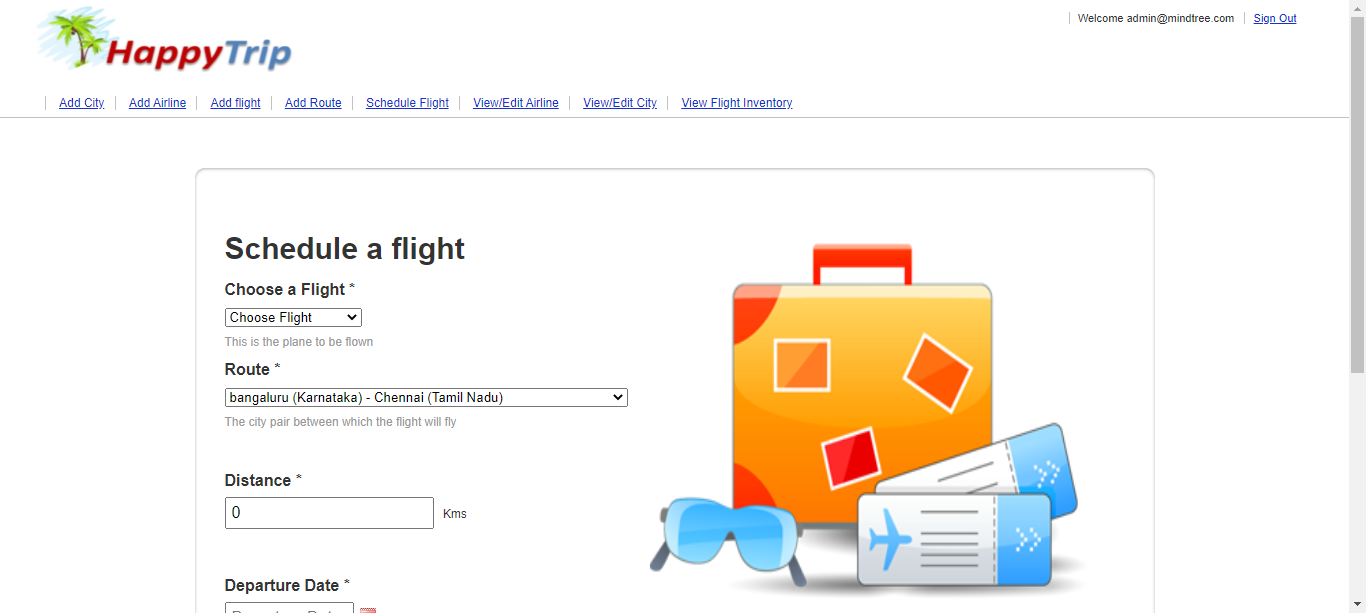 HappyTrip
Welcome admin@mindtree.com Sign Out
Add City Add Airline Add flight Add Route Schedule Flight View/Edit Airline View/Edit City View Flight Inventory
Schedule a flight
Choose a Flight *
Choose Flight
This is the plane to be flown
Route *
bangaluru (Karnataka) - Chennai (Tamil Nadu)
The city pair between which the flight will fly
Distance *
0 Kms
Departure Date *